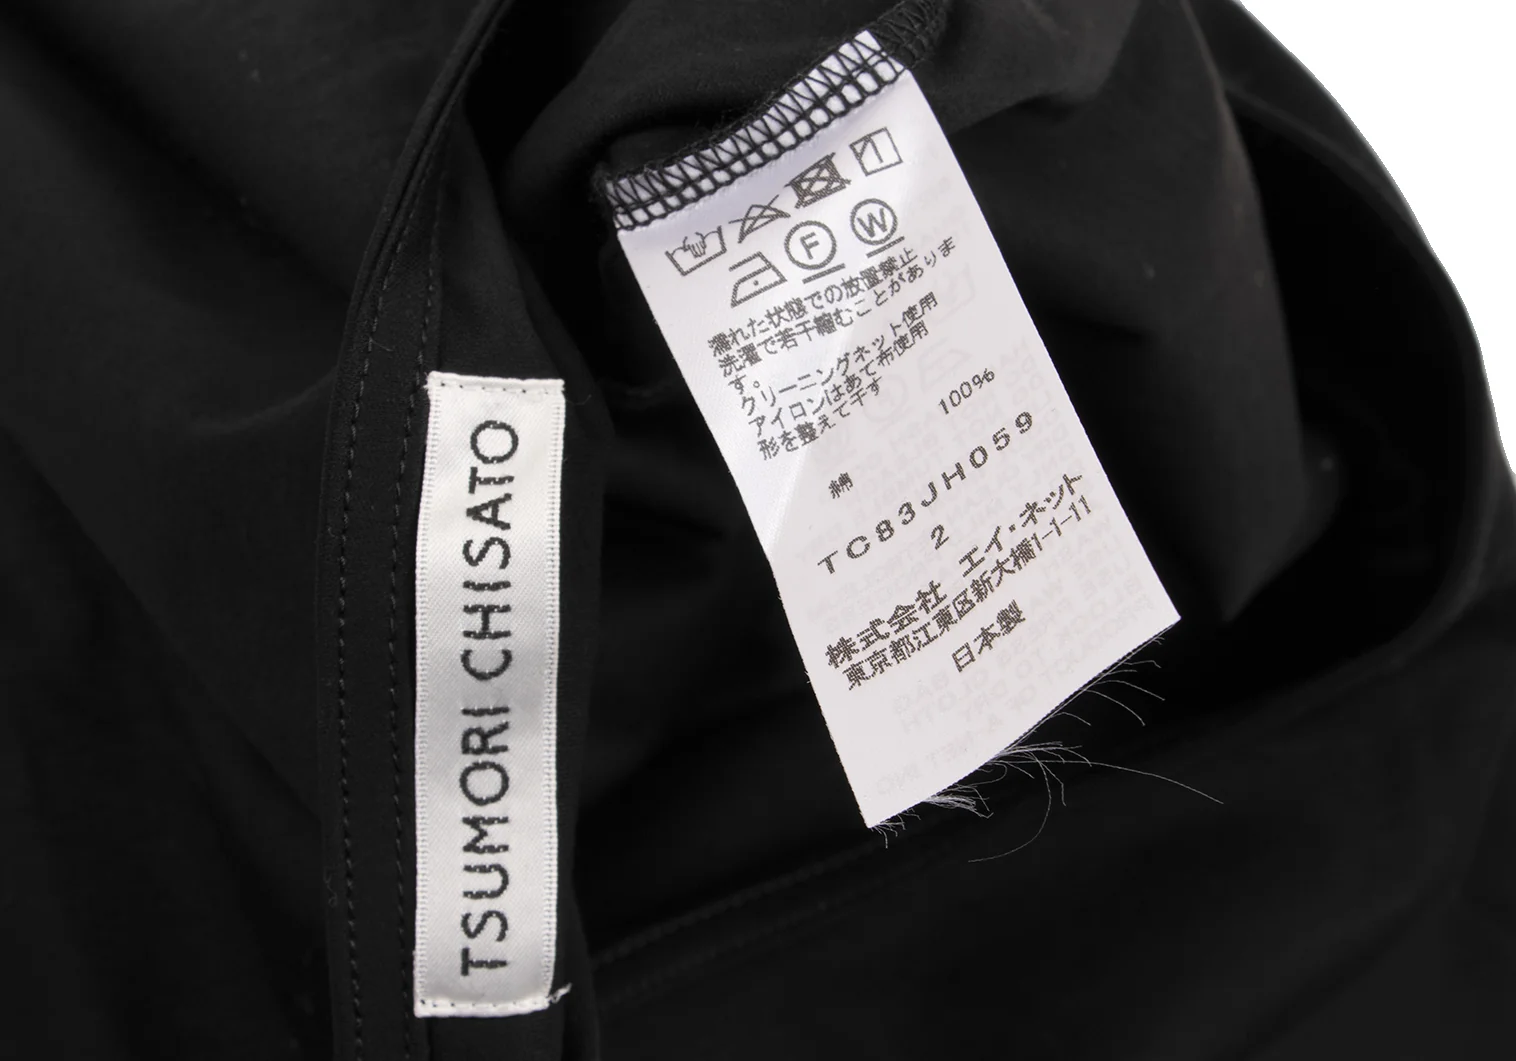 TSUMORI CHISATO
F W
濡れた状態での放置禁止
洗濯で若干縮むことがありま
す。
クリーニングネット使用
アイロンはあて布使用
形を整えて干す
綿 100%
TC83JH059
2
株式会社 エイ・ネット
東京都江東区新大橋1-1-11
日本製